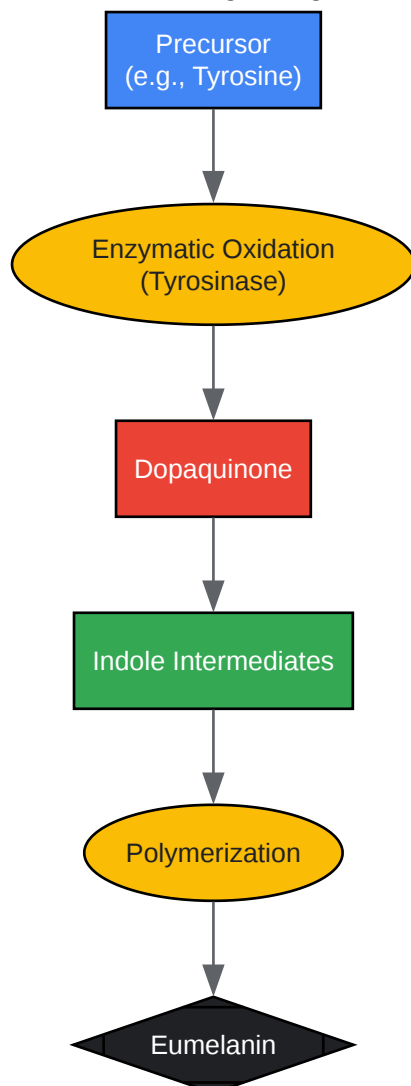 Precursor
(e.g., Tyrosine)
Enzymatic Oxidation
(Tyrosinase)
Dopaquinone
Indole Intermediates
Polymerization
Eumelanin